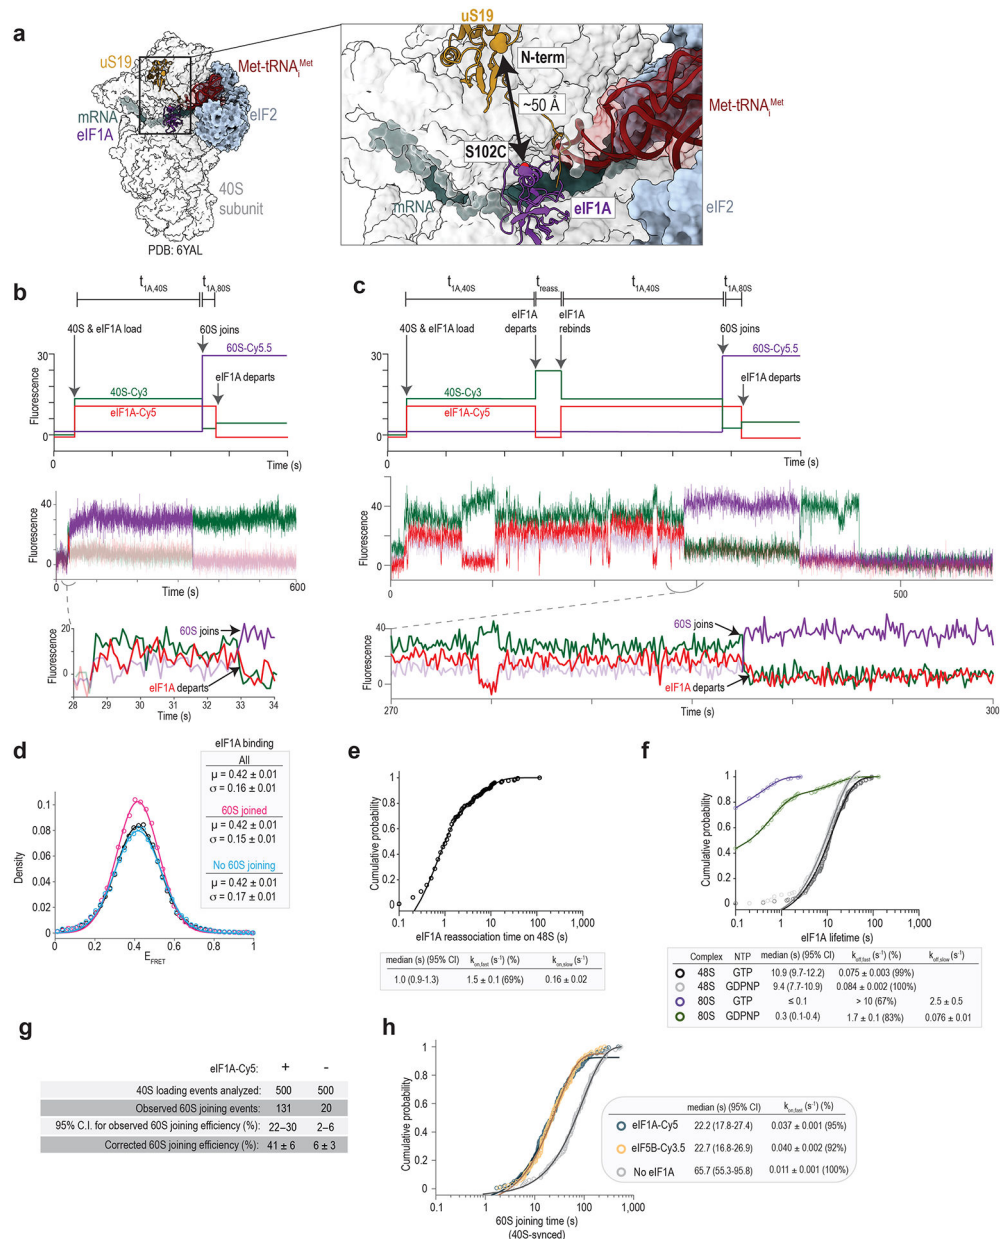 a
uS19
Met-tRNAiMet
mRNA
eIF1A
eIF2
40S
subunit
PDB: 6YAL
uS19
N-term
~50 Å
Met-tRNAiMet
S102C
mRNA
eIF1A
eIF2
b
t1A,40S
t1A,80S
40S & eIF1A load
60S joins
60S-Cy5.5
eIF1A departs
40S-Cy3
eIF1A-Cy5
Fluorescence
30
0
0
Time (s)
Fluorescence
40
0
0
600
Time (s)
Fluorescence
20
0
60S joins
eIF1A departs
28 29 30 31 32 33 34
Time (s)
c
t1A,40S
treass.
t1A,40S
t1A,80S
40S & eIF1A load
eIF1A
departs
eIF1A
rebinds
60S joins
60S-Cy5.5
eIF1A departs
40S-Cy3
eIF1A-Cy5
Fluorescence
30
0
0
Time (s)
Fluorescence
40
0
0
500
Fluorescence
40
0
60S joins
eIF1A departs
270
Time (s)
300
d
eIF1A binding
All
μ = 0.42 ± 0.01
σ = 0.16 ± 0.01
60S joined
μ = 0.42 ± 0.01
σ = 0.15 ± 0.01
No 60S joining
μ = 0.42 ± 0.01
σ = 0.17 ± 0.01
Density
0.1
0.08
0.06
0.04
0.02
0
0 0.2 0.4 0.6 0.8 1
EFRET
e
Cumulative probability
1
0.8
0.6
0.4
0.2
0
0.1 1 10 100 1,000
eIF1A reassociation time on 48S (s)
median (s) (95% CI) kon,fast (s-1) (%) kon,slow (s-1)
1.0 (0.9-1.3) 1.5 ± 0.1 (69%) 0.16 ± 0.02
f
Cumulative probability
1
0.8
0.6
0.4
0.2
0
0.1 1 10 100 1,000
eIF1A lifetime (s)
Complex NTP median (s) (95% CI) koff,fast (s-1) (%) koff,slow (s-1)
48S GTP 10.9 (9.7-12.2) 0.075 ± 0.003 (99%)
48S GDPNP 9.4 (7.7-10.9) 0.084 ± 0.002 (100%)
80S GTP ≤ 0.1 > 10 (67%) 2.5 ± 0.5
80S GDPNP 0.3 (0.1-0.4) 1.7 ± 0.1 (83%) 0.076 ± 0.01
g
eIF1A-Cy5: + -
40S loading events analyzed: 500 500
Observed 60S joining events: 131 20
95% C.I. for observed 60S joining efficiency (%): 22–30 2–6
Corrected 60S joining efficiency (%): 41 ± 6 6 ± 3
h
Cumulative probability
1
0.8
0.6
0.4
0.2
0
0.1 1 10 100 1,000
60S joining time (s)
(40S-synced)
median (s) (95% CI) kon,fast (s-1) (%)
eIF1A-Cy5 22.2 (17.8-27.4) 0.037 ± 0.001 (95%)
eIF5B-Cy3.5 22.7 (16.8-26.9) 0.040 ± 0.002 (92%)
No eIF1A 65.7 (55.3-95.8) 0.011 ± 0.001 (100%)